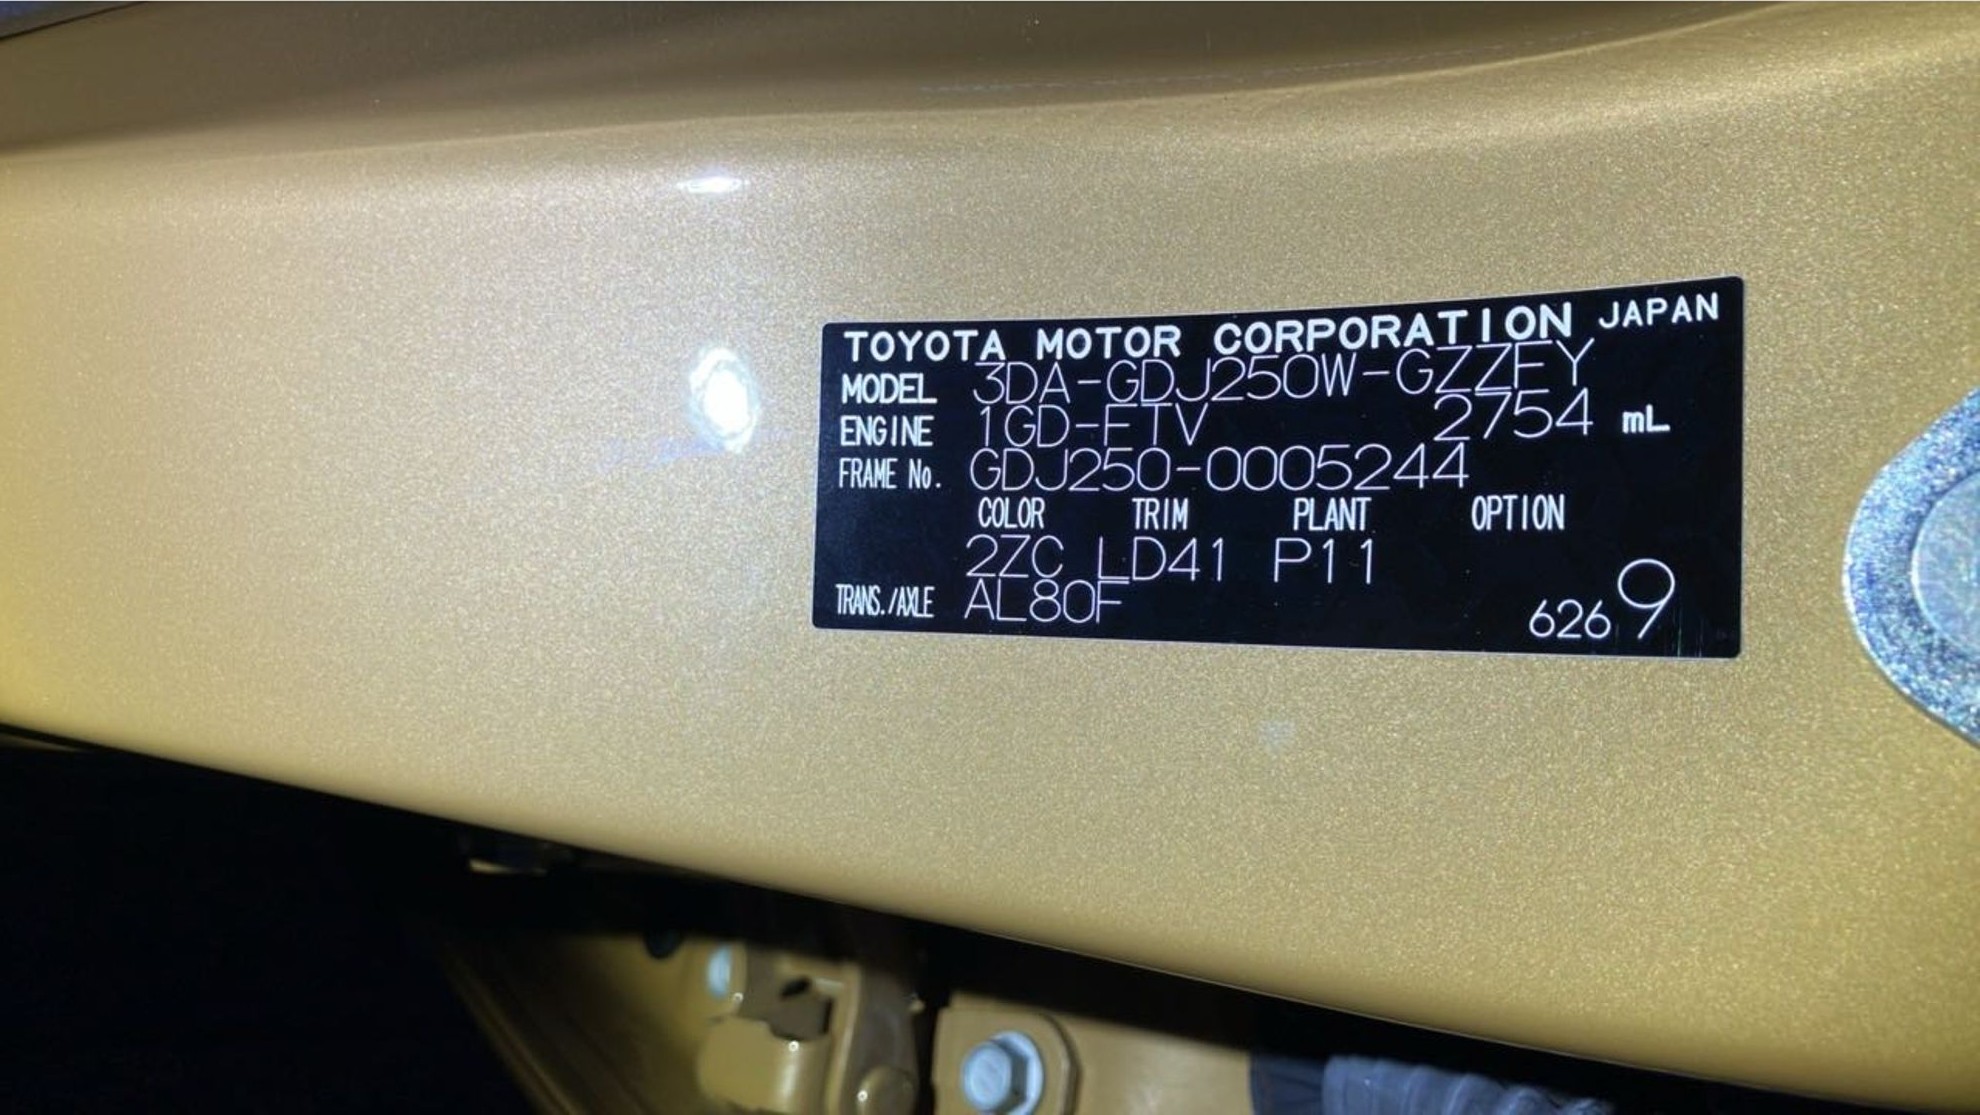 TOYOTA MOTOR CORPORATION JAPAN
MODEL 3DA-GDJ250W-GZZFY
ENGINE 1GD-FTV 2754 mL
FRAME No. GDJ250-0005244
COLOR TRIM PLANT OPTION
2ZC LD41 P11
TRANS./AXLE AL80F 6269